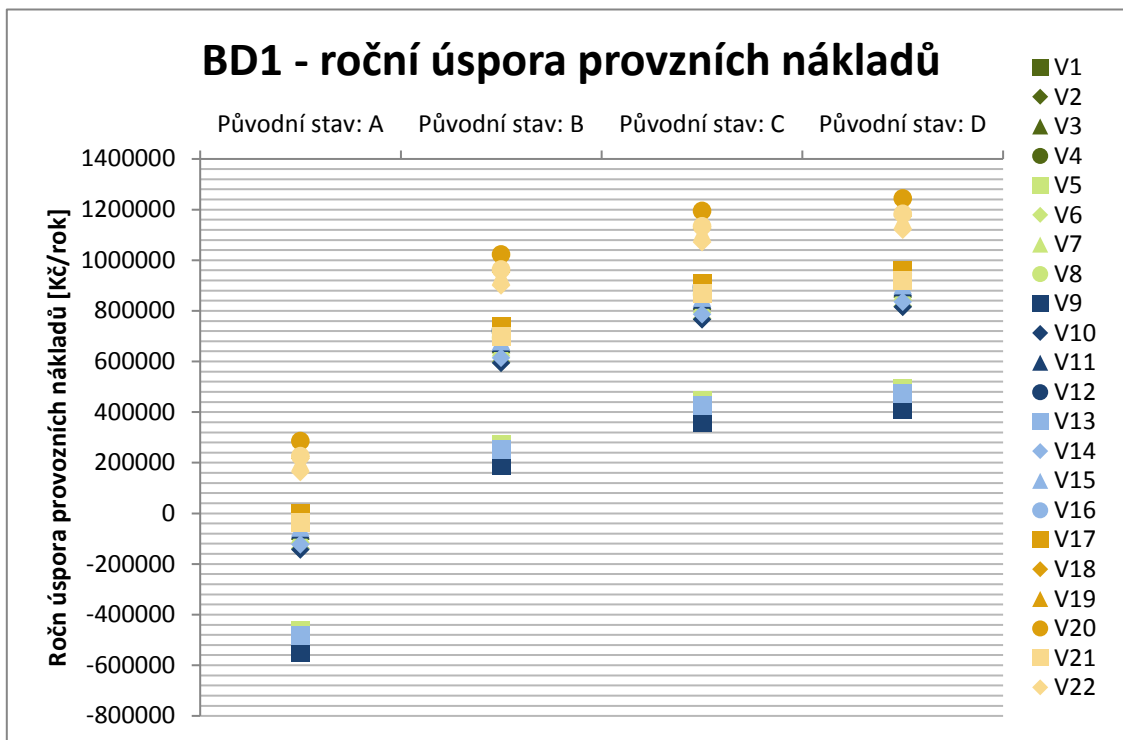 BD1 - roční úspora provzních nákladů
Původní stav: A
Původní stav: B
Původní stav: C
Původní stav: D
Ročn úspora provozních nákladů [Kč/rok]
1400000
1200000
1000000
800000
600000
400000
200000
0
-200000
-400000
-600000
-800000
V1
V2
V3
V4
V5
V6
V7
V8
V9
V10
V11
V12
V13
V14
V15
V16
V17
V18
V19
V20
V21
V22